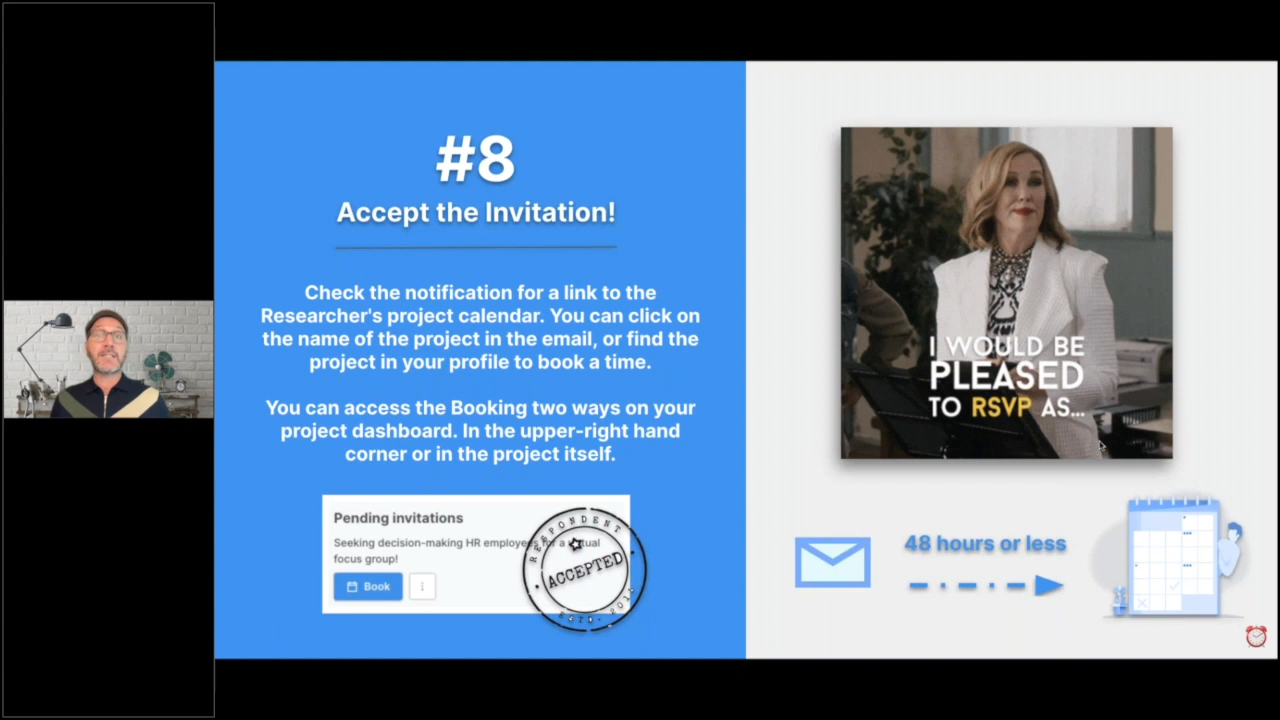 #8
Accept the Invitation!
Check the notification for a link to the
Researcher's project calendar. You can click on
the name of the project in the email, or find the
project in your profile to book a time.
You can access the Booking two ways on your
project dashboard. In the upper-right hand
corner or in the project itself.
Pending invitations
Seeking decision-making HR employees for a virtual
focus group!
Book
RESPONDENT
ACCEPTED
I WOULD BE
PLEASED
TO RSVP AS...
48 hours or less